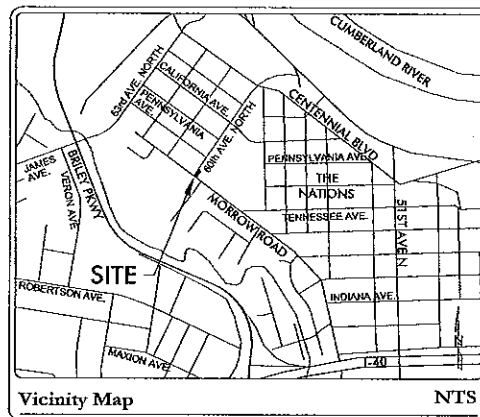 CUMBERLAND RIVER
63rd AVE. NORTH
CALIFORNIA AVE.
PENNSYLVANIA
AVE.
60th AVE. NORTH
CENTENNIAL BLVD
JAMES
AVE.
VERON AVE
BRILEY PKWY
PENNSYLVANIA AVE.
THE
NATIONS
TENNESSEE AVE.
51ST AVE N
MORROW ROAD
SITE
ROBERTSON AVE.
INDIANA AVE.
MAXION AVE.
I-40
Vicinity Map
NTS